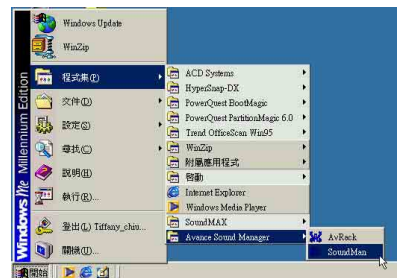 Windows Update
WinZip
程式集(P)
文件(D)
設定(S)
尋找(C)
說明(H)
執行(R)...
登出(L) Tiffany_chiu...
關機(U)...
Windows Me Millennium Edition
開始
ACD Systems
HyperSnap-DX
PowerQuest BootMagic
PowerQuest PartitionMagic 6.0
Trend OfficeScan Win95
WinZip
附屬應用程式
啟動
Internet Explorer
Windows Media Player
SoundMAX
Avance Sound Manager
AvRack
SoundMan